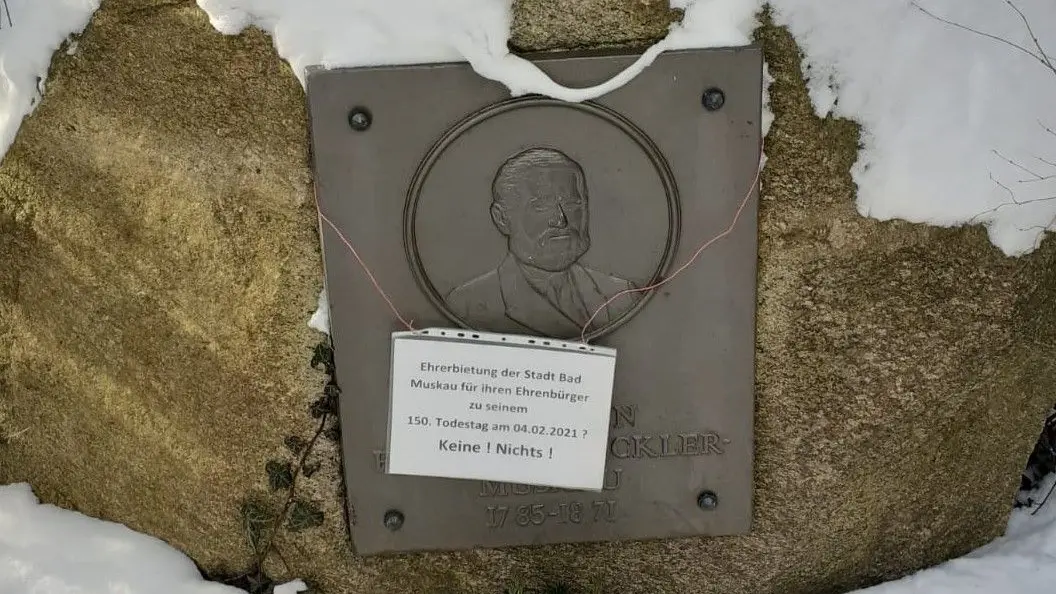 Ehrerbietung der Stadt Bad
Muskau für ihren Ehrenbürger
zu seinem
150. Todestag am 04.02.2021 ?
Keine ! Nichts !
1785-1871